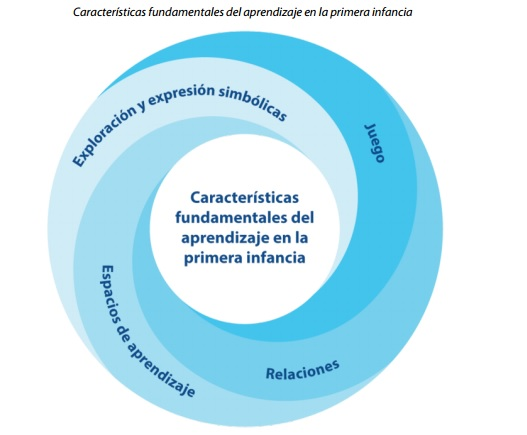 Características fundamentales del aprendizaje en la primera infancia
Exploración y expresión simbólicas
Juego
Características
fundamentales del
aprendizaje en la
primera infancia
Espacios de aprendizaje
Relaciones